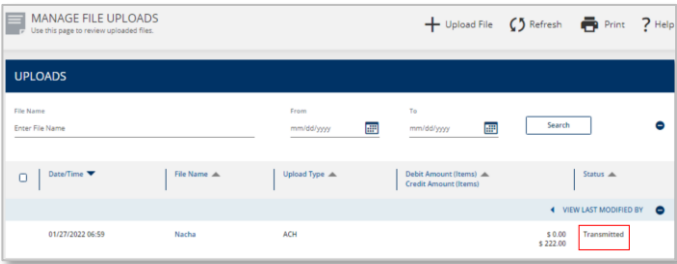 MANAGE FILE UPLOADS
Use this page to review uploaded files.
Upload File Refresh Print ? Help
UPLOADS
File Name From To
Enter File Name mm/dd/yyyy mm/dd/yyyy Search
Date/Time File Name Upload Type Debit Amount (Items) Status
Credit Amount (Items)
VIEW LAST MODIFIED BY
01/27/2022 06:59 Nacha ACH $ 0.00 Transmitted
$ 222.00